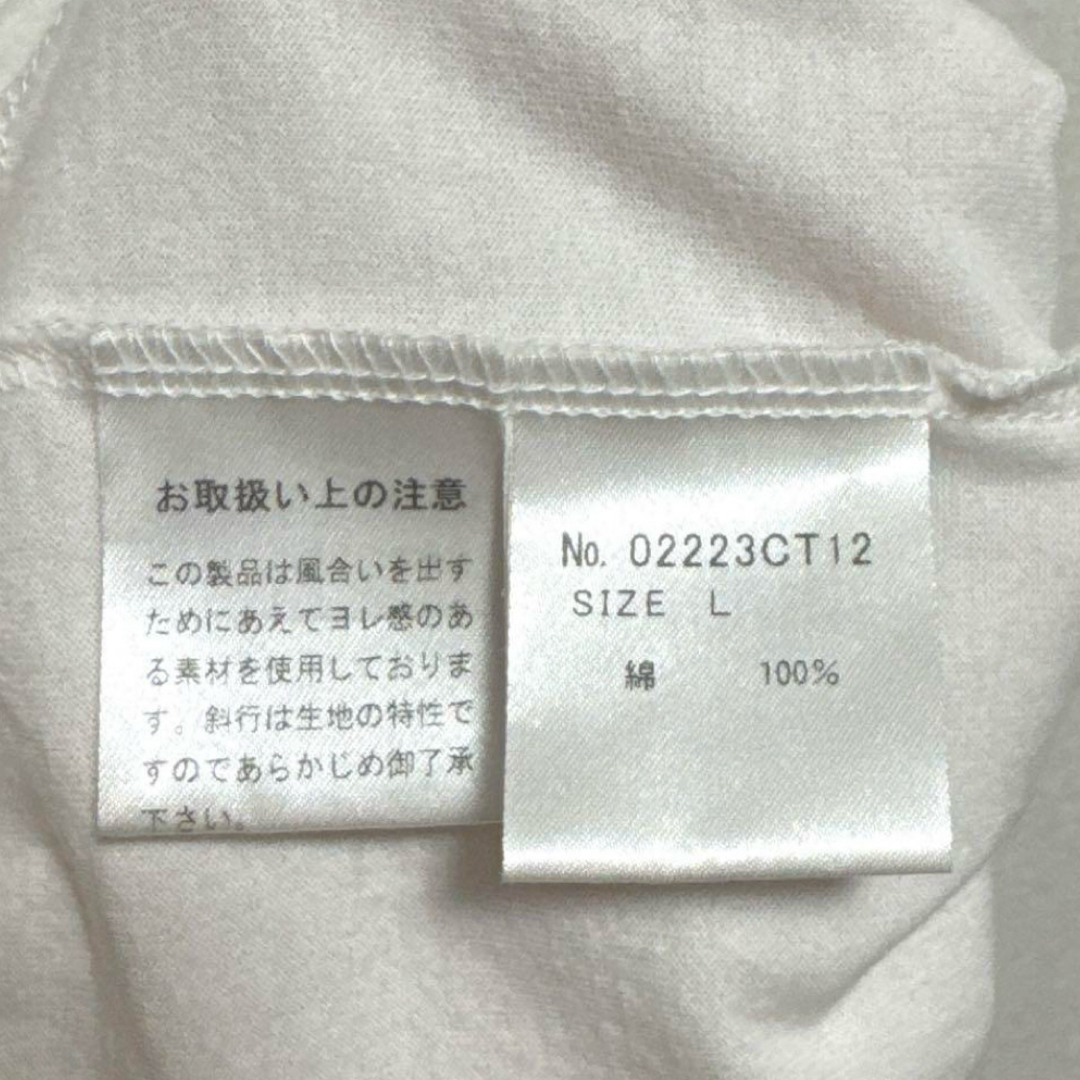 お取扱い上の注意
この製品は風合いを出す
ためにあえてヨレ感のあ
る素材を使用しておりま
す。斜行は生地の特性で
すのであらかじめ御了承
下さい。
No. 02223CT12
SIZE L
綿 100%